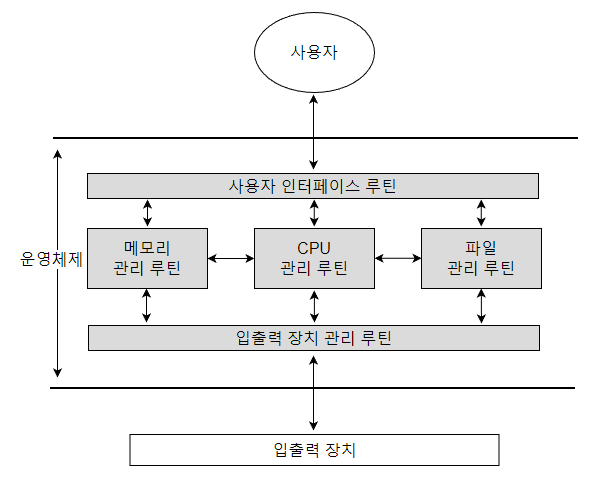 사용자
사용자 인터페이스 루틴
메모리
관리 루틴
CPU
관리 루틴
파일
관리 루틴
운영체제
입출력 장치 관리 루틴
입출력 장치